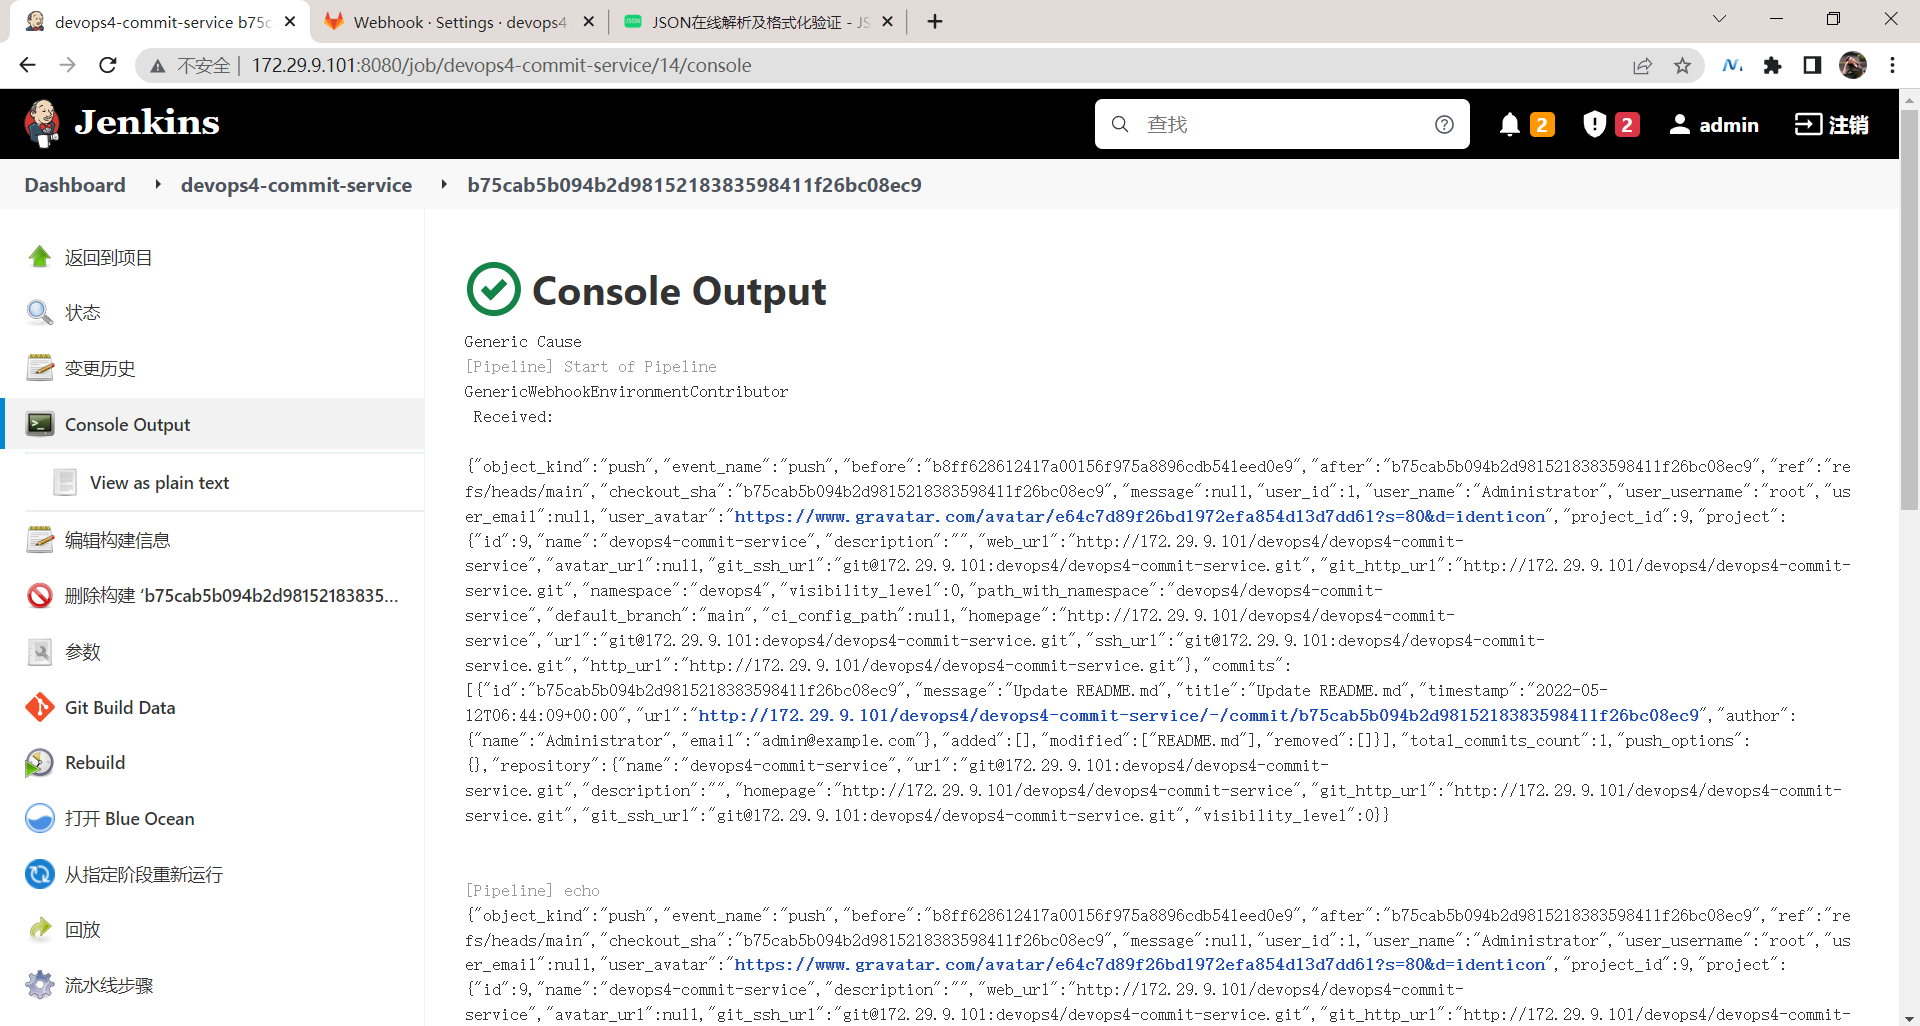 devops4-commit-service b75c
Webhook · Settings · devops4
JSON在线解析及格式化验证 - JS
不安全
172.29.9.101:8080/job/devops4-commit-service/14/console
Jenkins
查找
2
2
admin
注销
Dashboard
devops4-commit-service
b75cab5b094b2d9815218383598411f26bc08ec9
返回到项目
状态
变更历史
Console Output
View as plain text
编辑构建信息
删除构建 ‘b75cab5b094b2d98152183835...
参数
Git Build Data
Rebuild
打开 Blue Ocean
从指定阶段重新运行
回放
流水线步骤
Console Output
Generic Cause
[Pipeline] Start of Pipeline
GenericWebhookEnvironmentContributor
Received:
{"object_kind":"push","event_name":"push","before":"b8ff628612417a00156f975a8896cdb541eed0e9","after":"b75cab5b094b2d9815218383598411f26bc08ec9","ref":"re
fs/heads/main","checkout_sha":"b75cab5b094b2d9815218383598411f26bc08ec9","message":null,"user_id":1,"user_name":"Administrator","user_username":"root","us
er_email":null,"user_avatar":"https://www.gravatar.com/avatar/e64c7d89f26bd1972efa854d13d7dd61?s=80&d=identicon","project_id":9,"project":
{"id":9,"name":"devops4-commit-service","description":"","web_url":"http://172.29.9.101/devops4/devops4-commit-
service","avatar_url":null,"git_ssh_url":"git@172.29.9.101:devops4/devops4-commit-service.git","git_http_url":"http://172.29.9.101/devops4/devops4-commit-
service.git","namespace":"devops4","visibility_level":0,"path_with_namespace":"devops4/devops4-commit-
service","default_branch":"main","ci_config_path":null,"homepage":"http://172.29.9.101/devops4/devops4-commit-
service","url":"git@172.29.9.101:devops4/devops4-commit-service.git","ssh_url":"git@172.29.9.101:devops4/devops4-commit-
service.git","http_url":"http://172.29.9.101/devops4/devops4-commit-service.git"},"commits":
[{"id":"b75cab5b094b2d9815218383598411f26bc08ec9","message":"Update README.md","title":"Update README.md","timestamp":"2022-05-
12T06:44:09+00:00","url":"http://172.29.9.101/devops4/devops4-commit-service/-/commit/b75cab5b094b2d9815218383598411f26bc08ec9","author":
{"name":"Administrator","email":"admin@example.com"},"added":[],"modified":["README.md"],"removed":[]}],"total_commits_count":1,"push_options":
{},"repository":{"name":"devops4-commit-service","url":"git@172.29.9.101:devops4/devops4-commit-
service.git","description":"","homepage":"http://172.29.9.101/devops4/devops4-commit-service","git_http_url":"http://172.29.9.101/devops4/devops4-commit-
service.git","git_ssh_url":"git@172.29.9.101:devops4/devops4-commit-service.git","visibility_level":0}}
[Pipeline] echo
{"object_kind":"push","event_name":"push","before":"b8ff628612417a00156f975a8896cdb541eed0e9","after":"b75cab5b094b2d9815218383598411f26bc08ec9","ref":"re
fs/heads/main","checkout_sha":"b75cab5b094b2d9815218383598411f26bc08ec9","message":null,"user_id":1,"user_name":"Administrator","user_username":"root","us
er_email":null,"user_avatar":"https://www.gravatar.com/avatar/e64c7d89f26bd1972efa854d13d7dd61?s=80&d=identicon","project_id":9,"project":
{"id":9,"name":"devops4-commit-service","description":"","web_url":"http://172.29.9.101/devops4/devops4-commit-
service","avatar_url":null,"git_ssh_url":"git@172.29.9.101:devops4/devops4-commit-service.git","git_http_url":"http://172.29.9.101/devops4/devops4-commit-